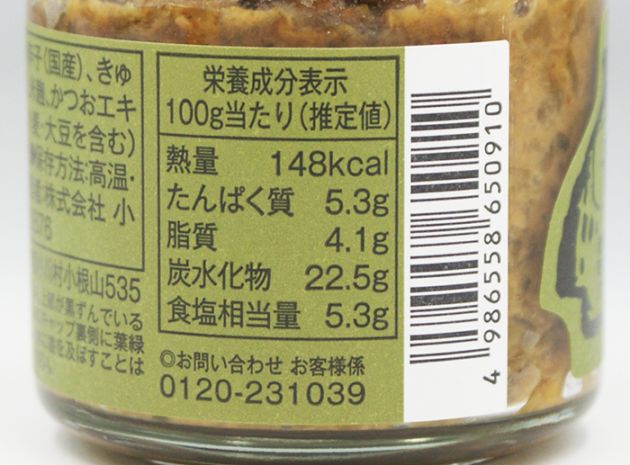 子(国産)、きゅ
麹、かつおエキ
麦・大豆を含む)
保存方法:高温・
株式会社 小
村小根山535
が黒ずんでいる
キャップ裏側に葉緑
を及ぼすことは
栄養成分表示
100g当たり(推定値)
熱量 148kcal
たんぱく質 5.3g
脂質 4.1g
炭水化物 22.5g
食塩相当量 5.3g
◎お問い合わせ お客様係
0120-231039
4 986558 650910